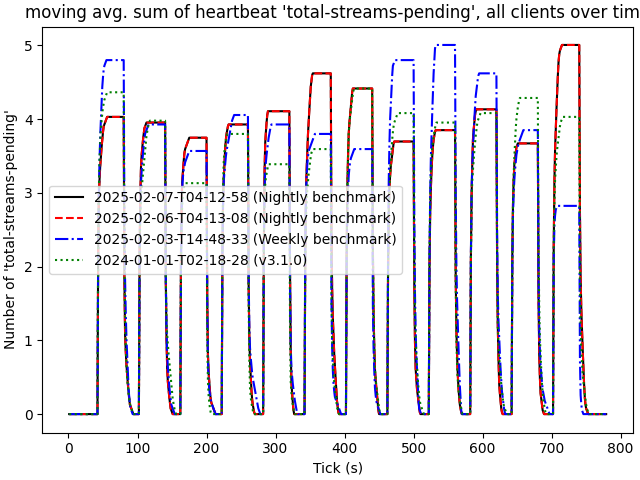 moving avg. sum of heartbeat 'total-streams-pending', all clients over tim
Number of 'total-streams-pending'
5
4
3
2
1
0
2025-02-07-T04-12-58 (Nightly benchmark)
2025-02-06-T04-13-08 (Nightly benchmark)
2025-02-03-T14-48-33 (Weekly benchmark)
2024-01-01-T02-18-28 (v3.1.0)
0 100 200 300 400 500 600 700 800
Tick (s)